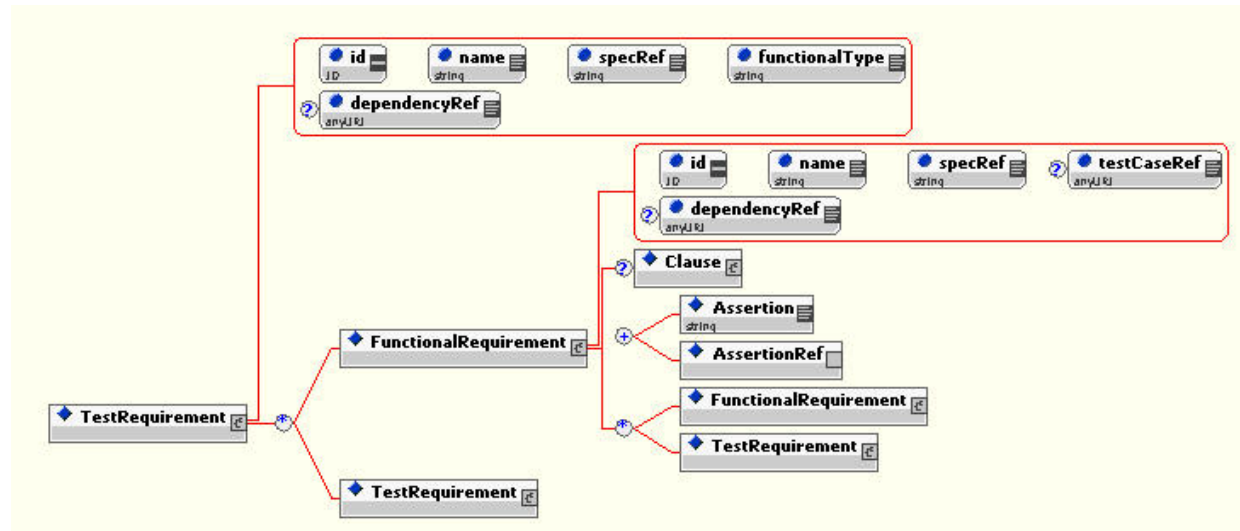 id name specRef functionalType
ID string string string
? dependencyRef
anyURI
id name specRef ? testCaseRef
ID string string anyURI
? dependencyRef
anyURI
? Clause
Assertion
string
+
FunctionalRequirement
AssertionRef
FunctionalRequirement
TestRequirement
*
*
TestRequirement
TestRequirement